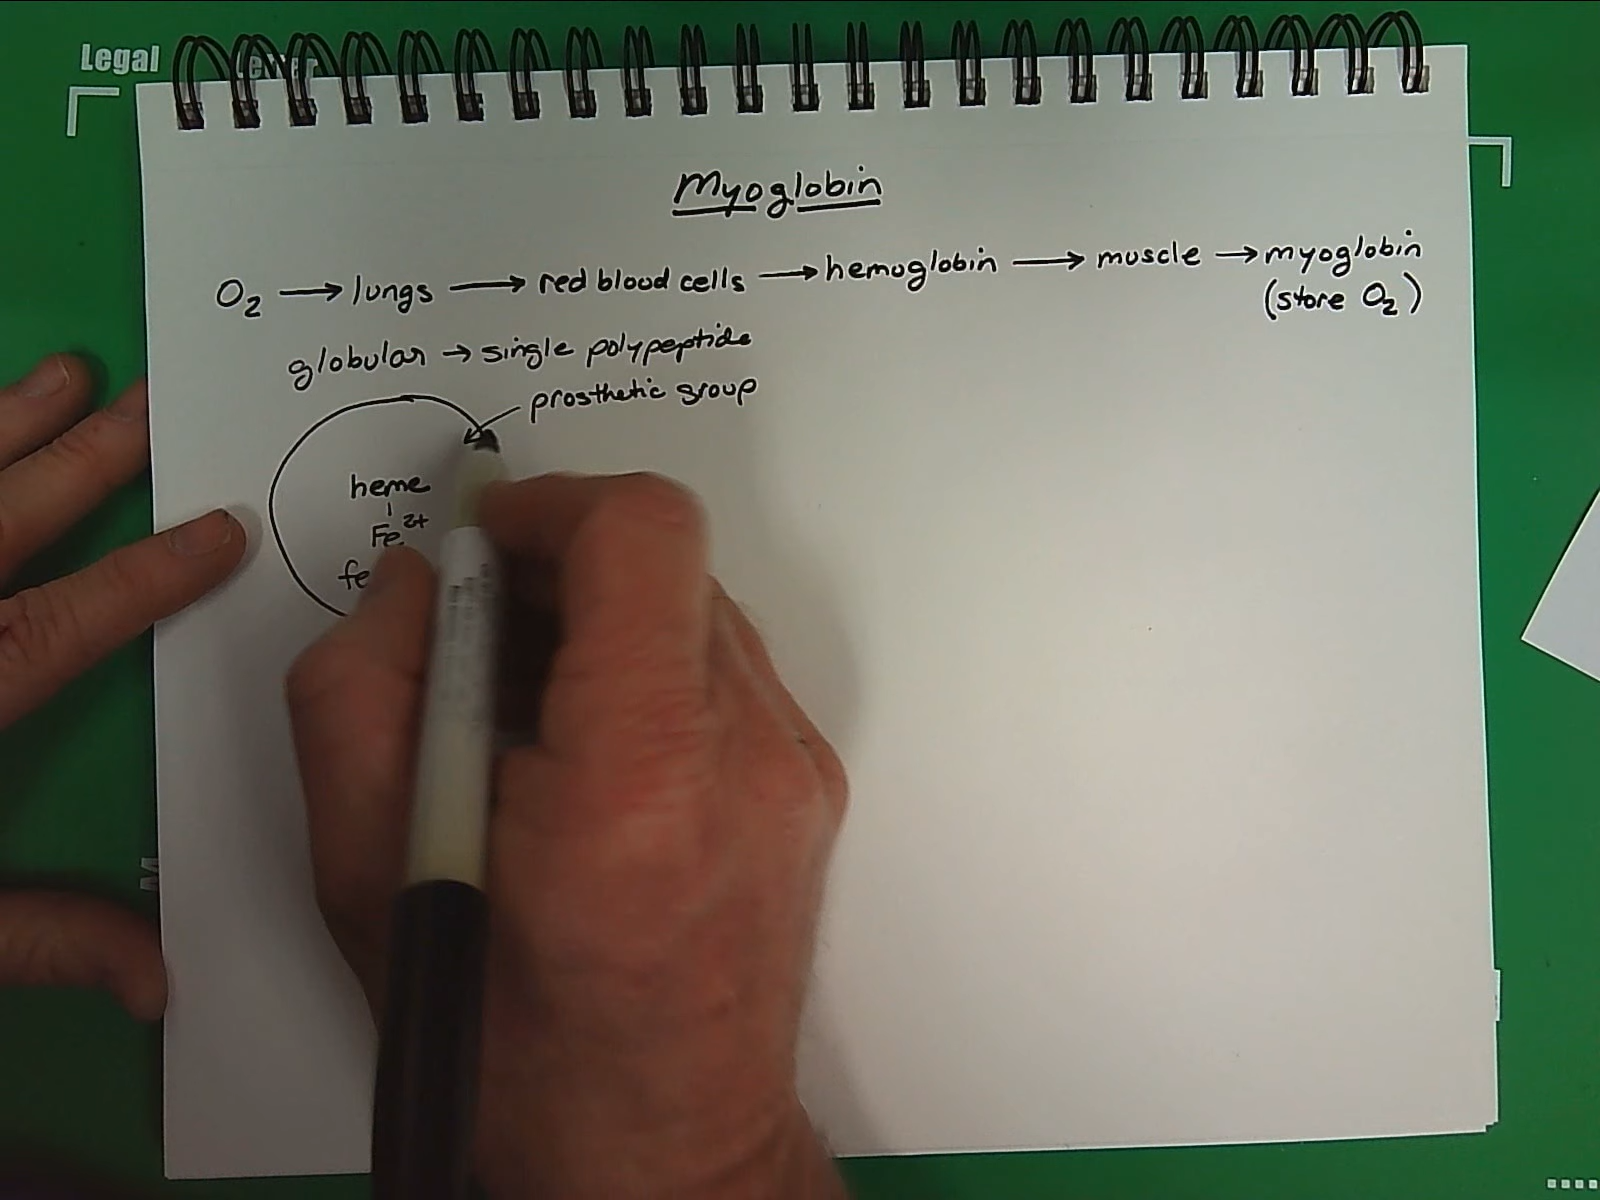 Legal
Myoglobin
O2 → lungs → red blood cells → hemoglobin → muscle → myoglobin
(store O2)
globular → single polypeptide
prosthetic group
heme
Fe2+
fe
M